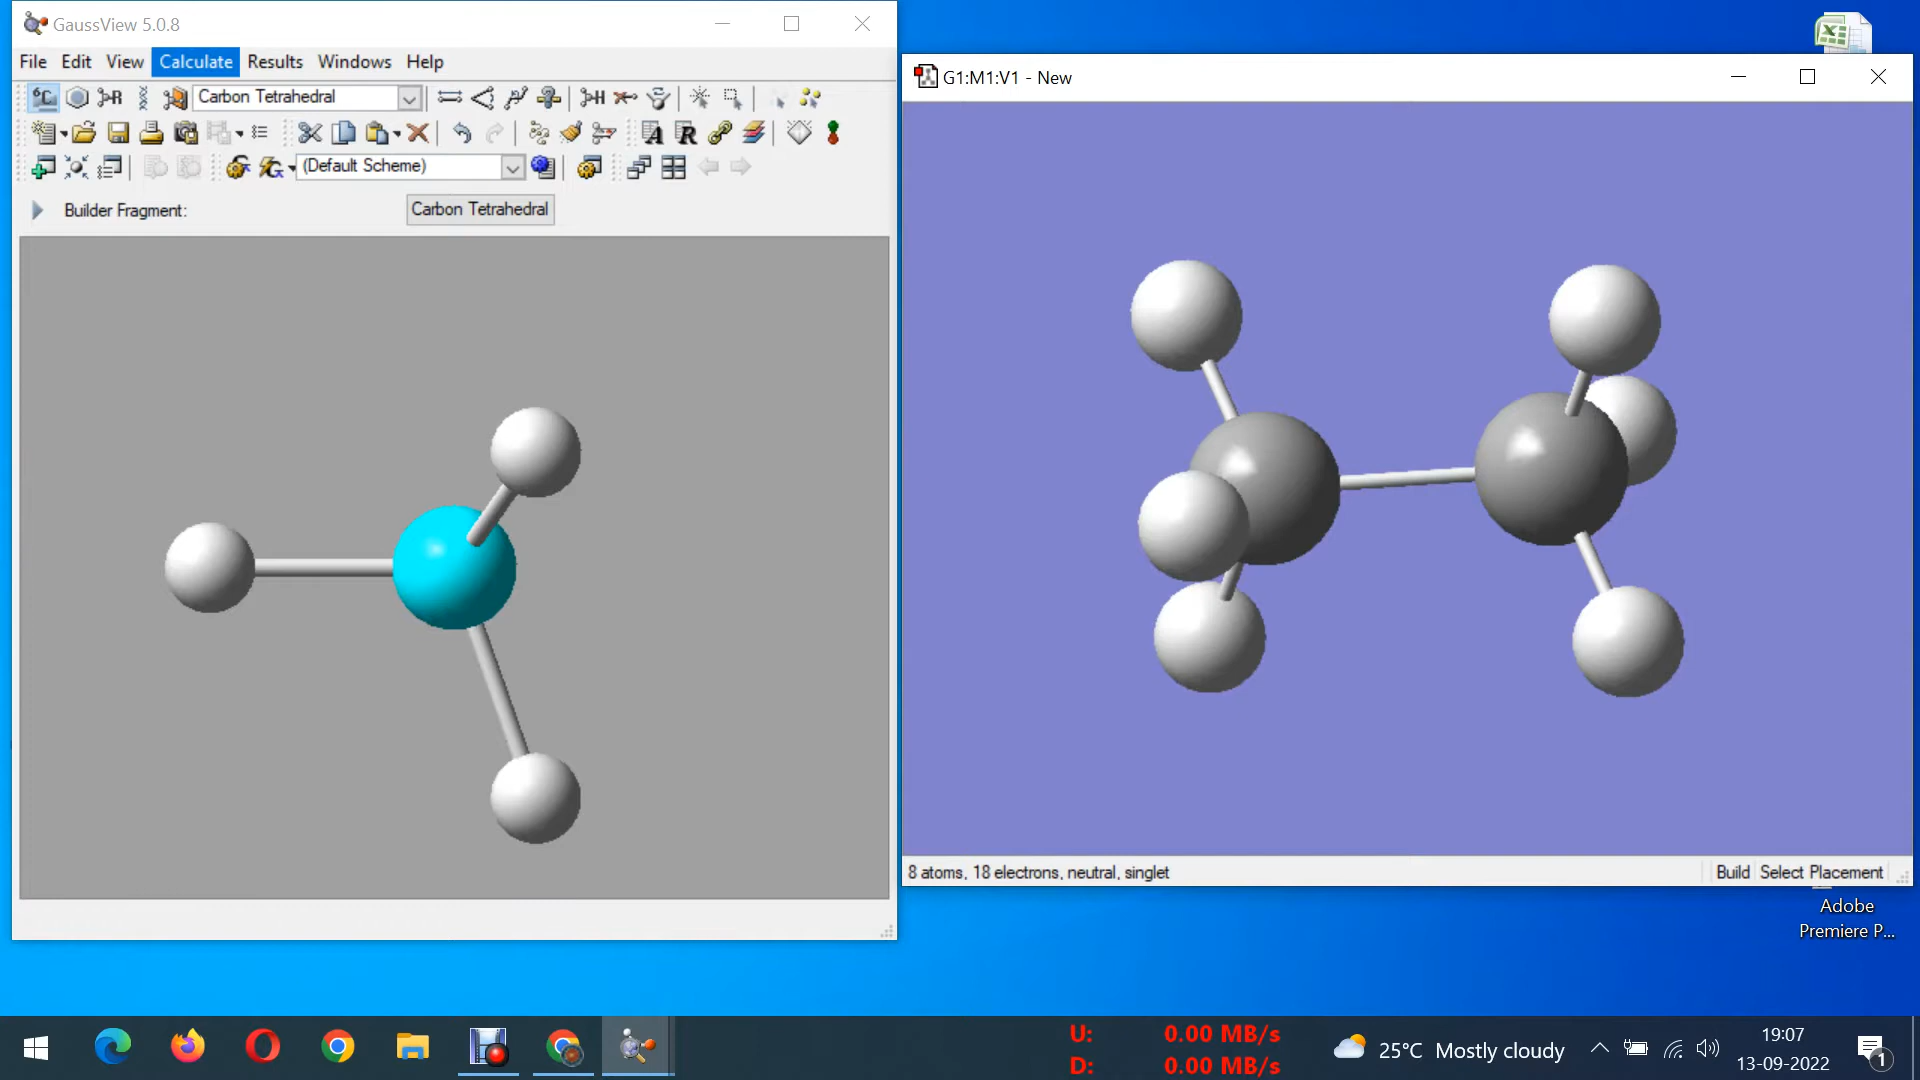 GaussView 5.0.8
File Edit View Calculate Results Windows Help
Carbon Tetrahedral
(Default Scheme)
Builder Fragment: Carbon Tetrahedral
G1:M1:V1 - New
8 atoms, 18 electrons, neutral, singlet Build Select Placement
Adobe
Premiere P...
U: 0.00 MB/s
D: 0.00 MB/s
25°C Mostly cloudy
19:07
13-09-2022
1